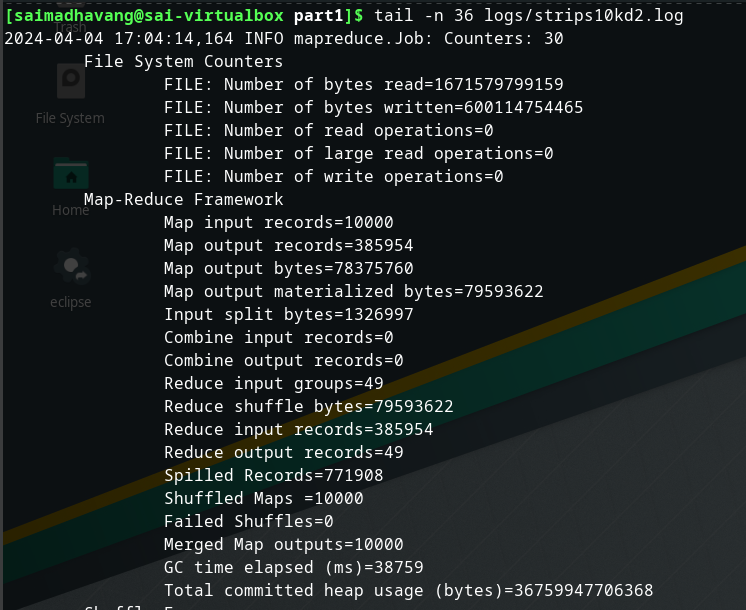 [saimadhavang@sai-virtualbox part1]$ tail -n 36 logs/strips10kd2.log
Trash
2024-04-04 17:04:14,164 INFO mapreduce.Job: Counters: 30
File System Counters
FILE: Number of bytes read=1671579799159
FILE: Number of bytes written=600114754465
File System
FILE: Number of read operations=0
FILE: Number of large read operations=0
FILE: Number of write operations=0
Map-Reduce Framework
Home
Map input records=10000
Map output records=385954
Map output bytes=78375760
Map output materialized bytes=79593622
eclipse
Input split bytes=1326997
Combine input records=0
Combine output records=0
Reduce input groups=49
Reduce shuffle bytes=79593622
Reduce input records=385954
Reduce output records=49
Spilled Records=771908
Shuffled Maps =10000
Failed Shuffles=0
Merged Map outputs=10000
GC time elapsed (ms)=38759
Total committed heap usage (bytes)=36759947706368